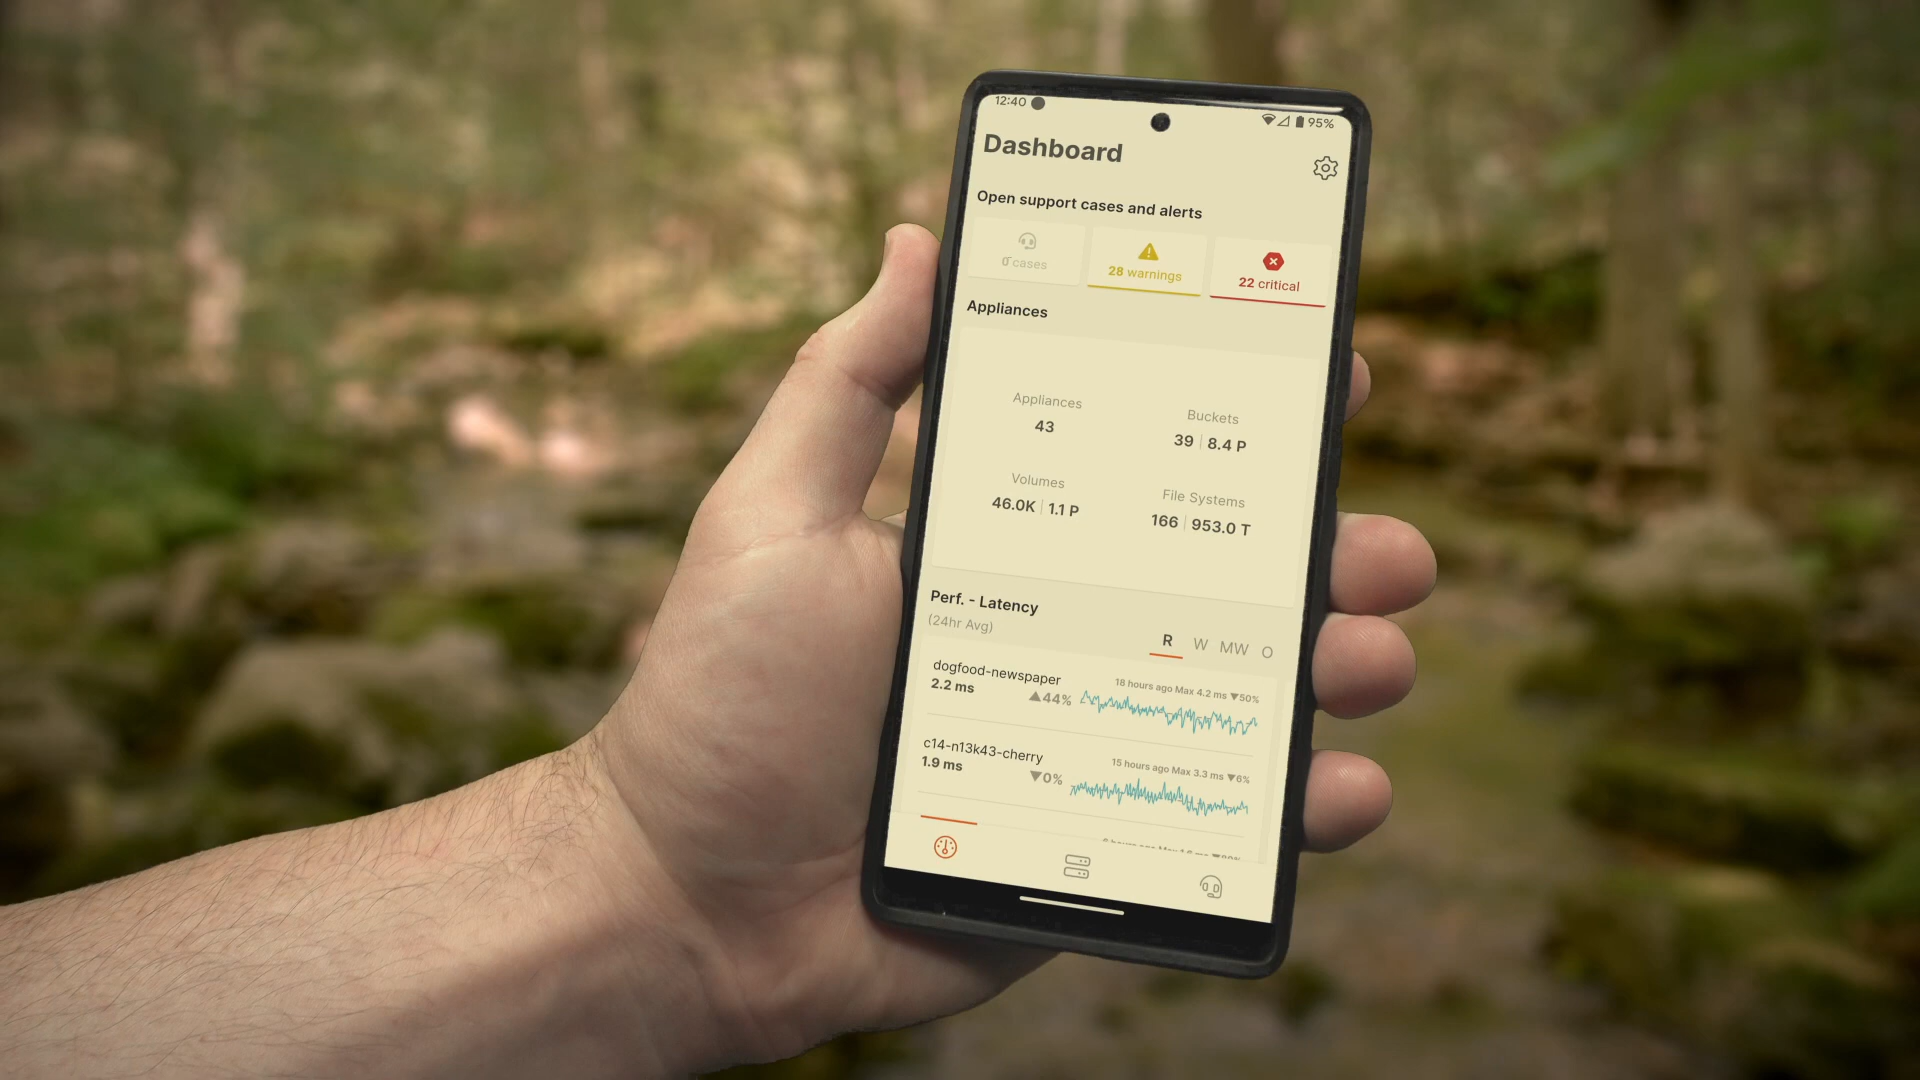 12:40
95%
Dashboard
Open support cases and alerts
0 cases
28 warnings
22 critical
Appliances
Appliances
43
Buckets
39 | 8.4 P
Volumes
46.0K | 1.1 P
File Systems
166 | 953.0 T
Perf. - Latency
(24hr Avg)
R W MW O
dogfood-newspaper
2.2 ms
▲44%
18 hours ago Max 4.2 ms ▼50%
c14-n13k43-cherry
1.9 ms
▼0%
15 hours ago Max 3.3 ms ▼6%
hours ago Max